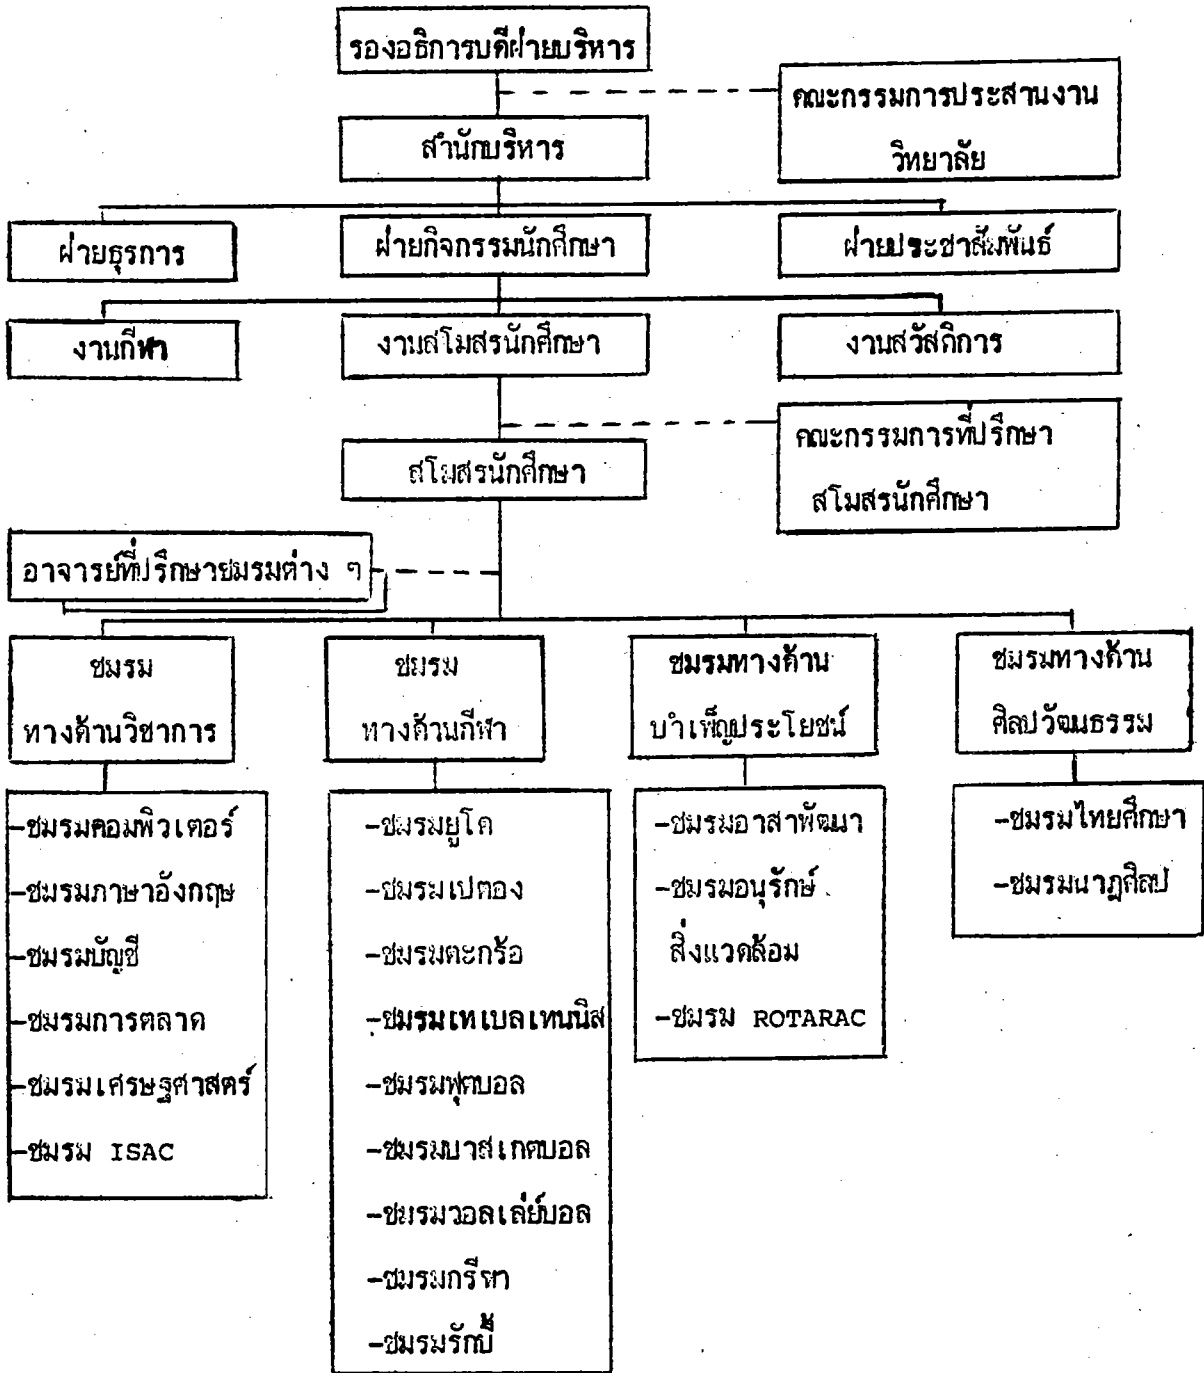 รองอธิการบดีฝ่ายบริหาร
คณะกรรมการประสานงาน
วิทยาลัย
สำนักบริหาร
ฝ่ายธุรการ
ฝ่ายกิจกรรมนักศึกษา
ฝ่ายประชาสัมพันธ์
งานกีฬา
งานสโมสรนักศึกษา
งานสวัสดิการ
คณะกรรมการที่ปรึกษา
สโมสรนักศึกษา
สโมสรนักศึกษา
อาจารย์ที่ปรึกษาชมรมต่าง ๆ
ชมรม
ทางด้านวิชาการ
ชมรม
ทางด้านกีฬา
ชมรมทางด้าน
บำเพ็ญประโยชน์
ชมรมทางด้าน
ศิลปวัฒนธรรม
-ชมรมคอมพิวเตอร์
-ชมรมภาษาอังกฤษ
-ชมรมบัญชี
-ชมรมการตลาด
-ชมรมเศรษฐศาสตร์
-ชมรม ISAC
-ชมรมยูโด
-ชมรมเปตอง
-ชมรมตะกร้อ
-ชมรมเทเบลเทนนิส
-ชมรมฟุตบอล
-ชมรมบาสเกตบอล
-ชมรมวอลเล่ย์บอล
-ชมรมกรีฑา
-ชมรมรักบี้
-ชมรมอาสาพัฒนา
-ชมรมอนุรักษ์
สิ่งแวดล้อม
-ชมรม ROTARAC
-ชมรมไทยศึกษา
-ชมรมนาฏศิลป